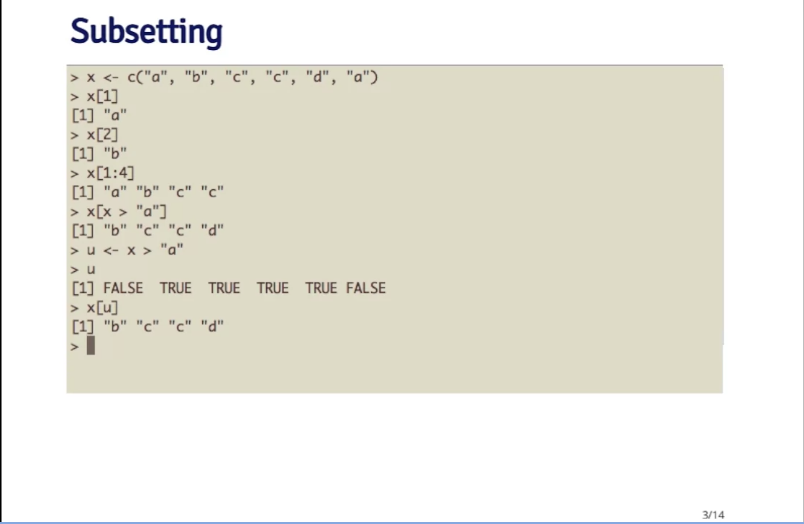 Subsetting
> x <- c("a", "b", "c", "c", "d", "a")
> x[1]
[1] "a"
> x[2]
[1] "b"
> x[1:4]
[1] "a" "b" "c" "c"
> x[x > "a"]
[1] "b" "c" "c" "d"
> u <- x > "a"
> u
[1] FALSE  TRUE  TRUE  TRUE  TRUE FALSE
> x[u]
[1] "b" "c" "c" "d"
>
3/14